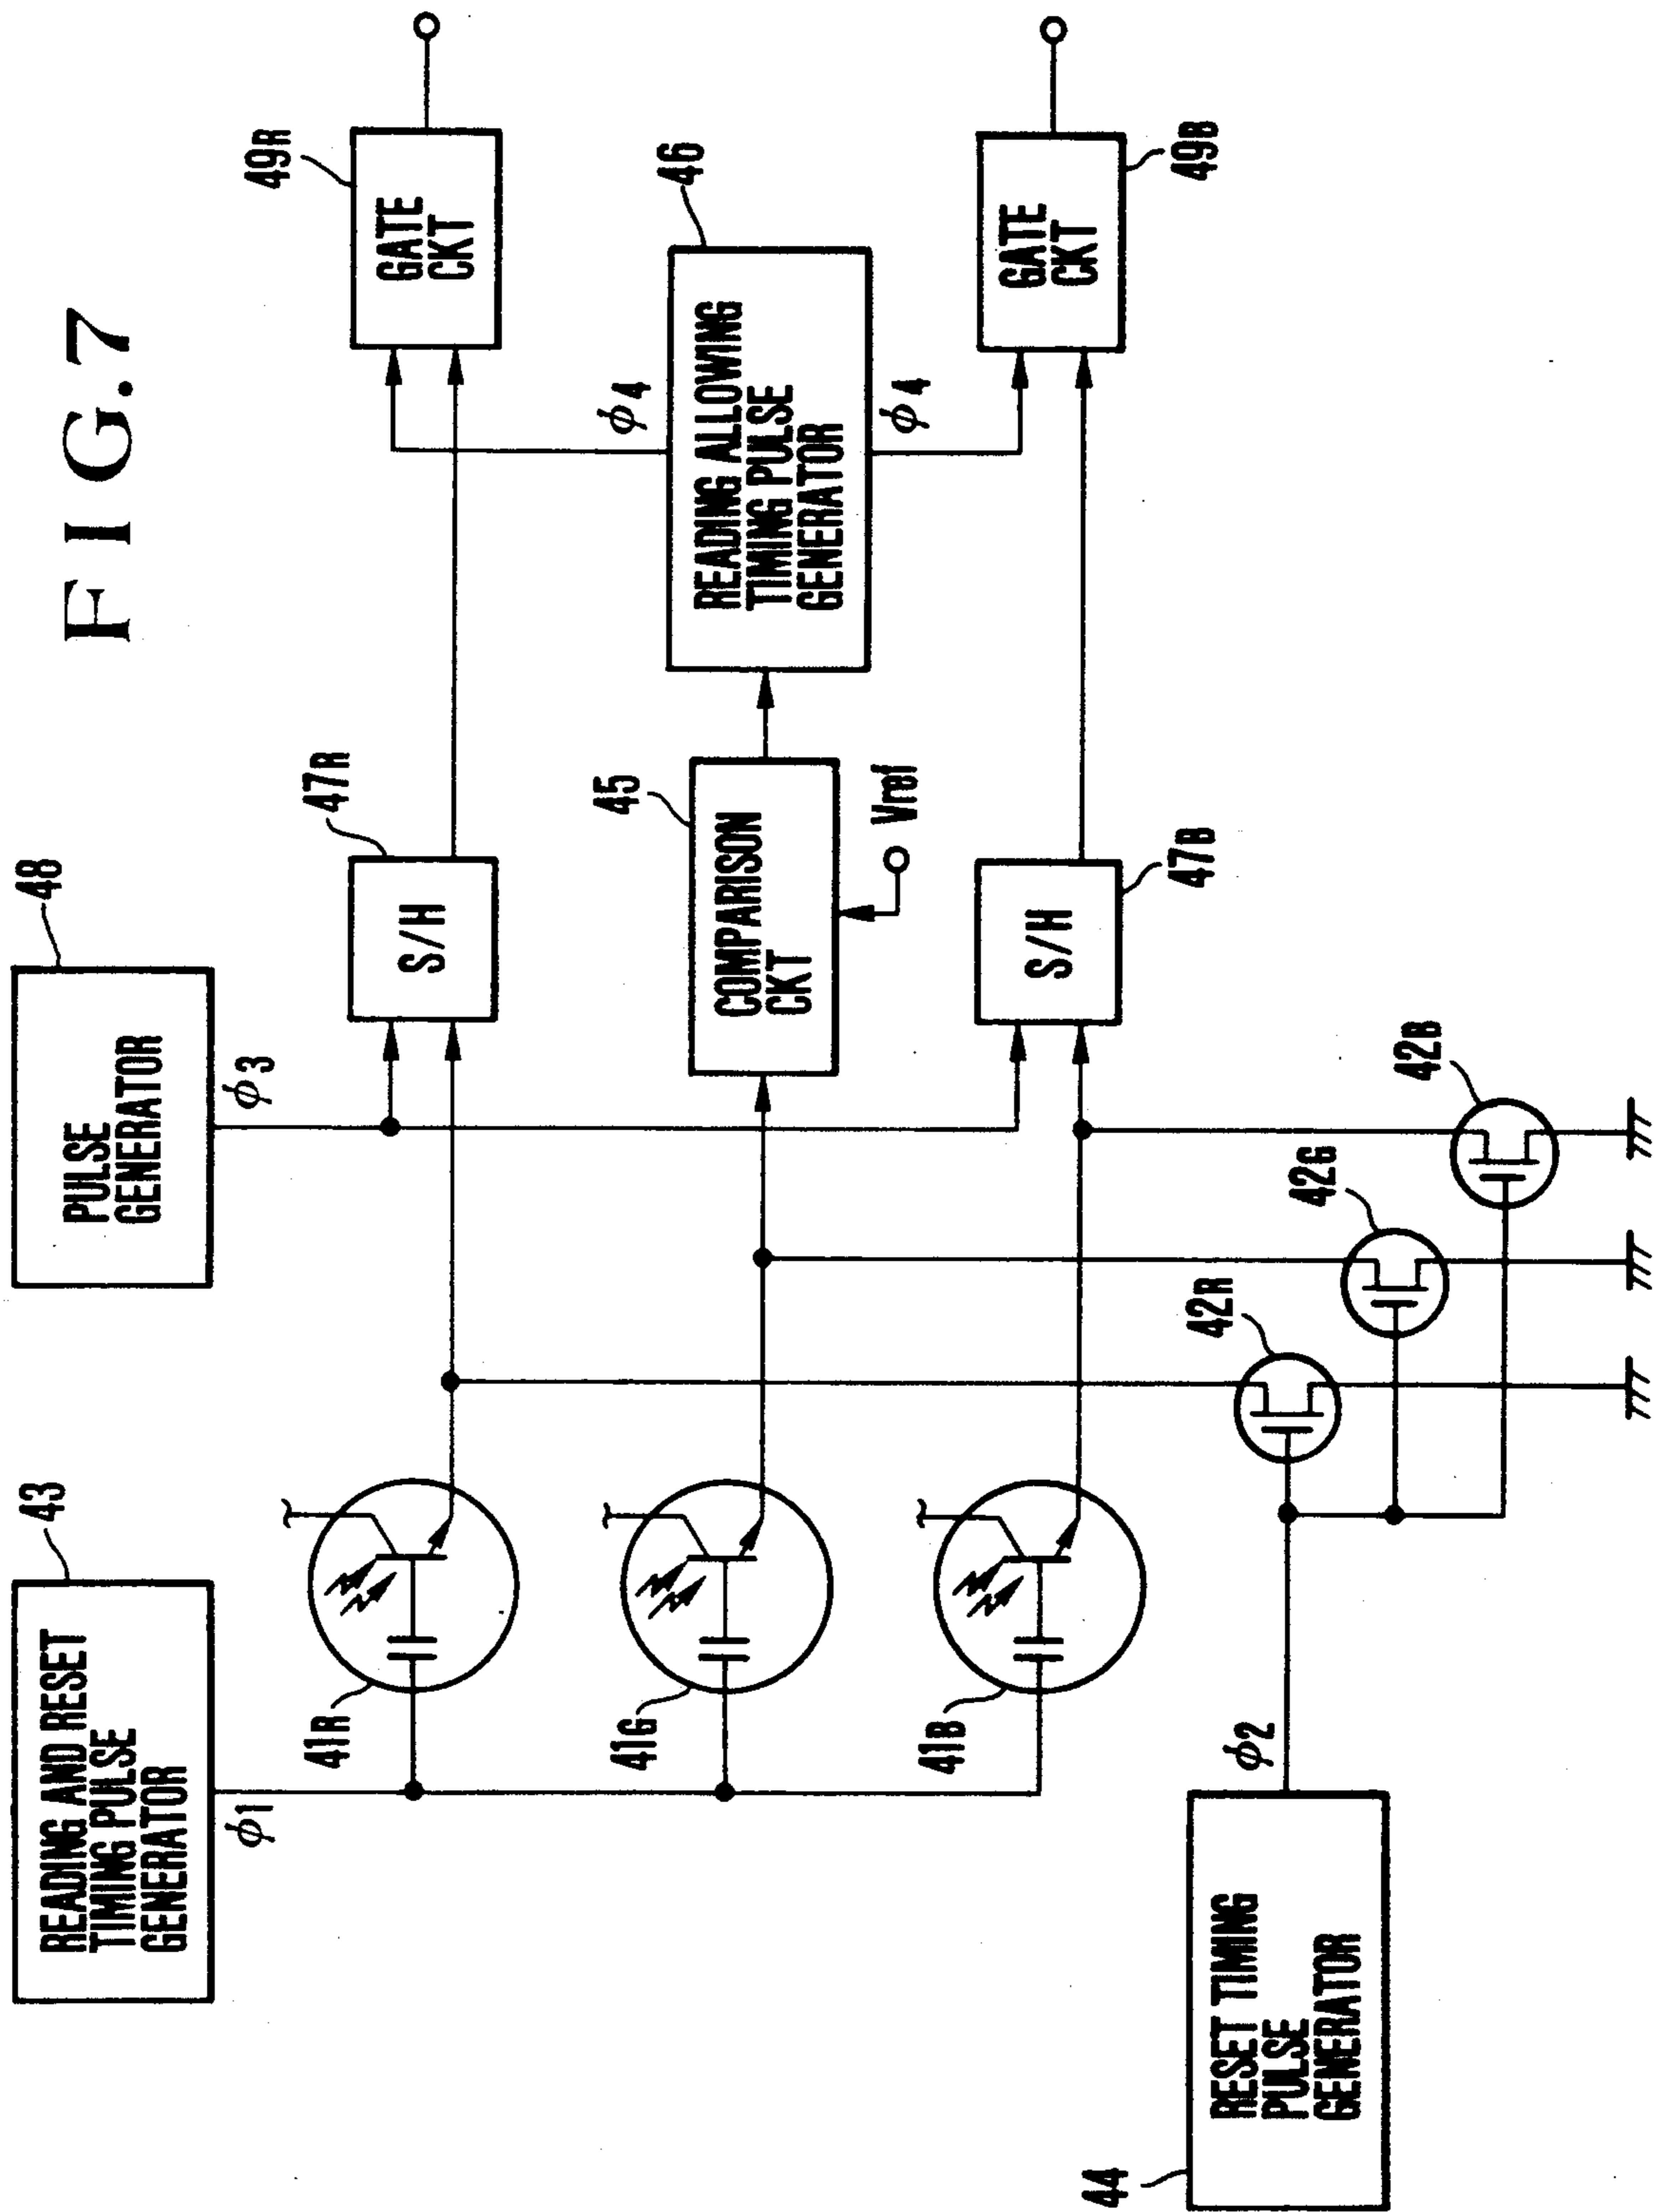 FIG.7
43
READING AND RESET
TIMING PULSE
GENERATOR
ϕ1
48
PULSE
GENERATOR
ϕ3
41R
41G
41B
47R
S/H
49R
GATE
CKT
45
COMPARISON
CKT
Vref
46
READING ALLOWING
TIMING PULSE
GENERATOR
ϕ4
ϕ4
47B
S/H
49B
GATE
CKT
44
RESET TIMING
PULSE
GENERATOR
ϕ2
42R
42G
42B